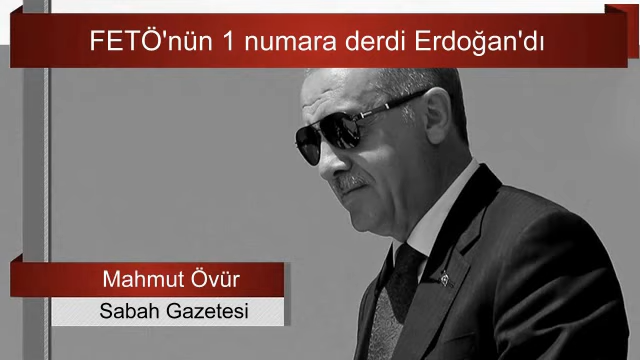 FETÖ'nün 1 numara derdi Erdoğan'dı
Mahmut Övür
Sabah Gazetesi